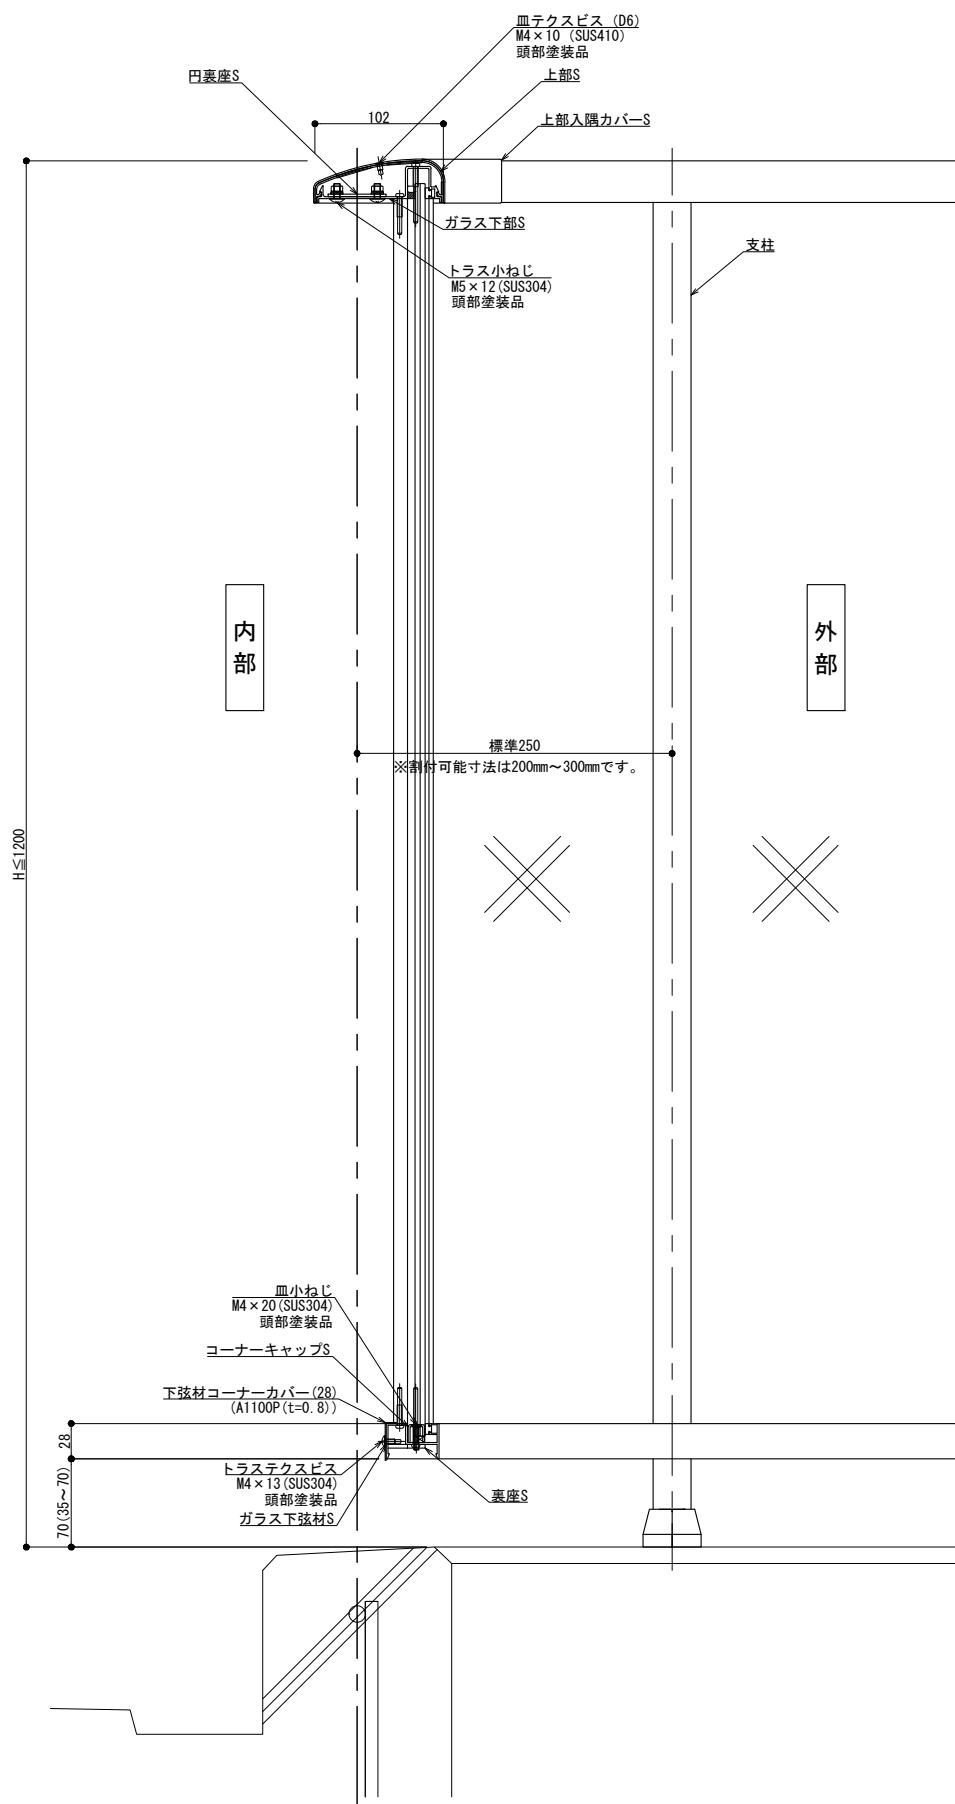 皿テクスビス (D6)
M4×10 (SUS410)
頭部塗装品
円裏座S
上部S
102
上部入隅カバーS
ガラス下部S
支柱
トラス小ねじ
M5×12(SUS304)
頭部塗装品
内部
外部
標準250
※割付可能寸法は200mm～300mmです。
H≦1200
皿小ねじ
M4×20(SUS304)
頭部塗装品
コーナーキャップS
下弦材コーナーカバー(28)
(A1100P(t=0.8))
28
トラステクスビス
M4×13(SUS304)
頭部塗装品
ガラス下弦材S
裏座S
70(35～70)